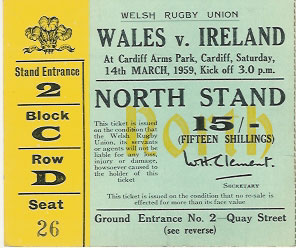 WELSH RUGBY UNION
WALES v. IRELAND
At Cardiff Arms Park, Cardiff, Saturday,
14th MARCH, 1959, Kick off 3.0 p.m.
Stand Entrance
2
Block
C
Row
D
Seat
26
NORTH STAND
This ticket is issued
on the condition that
the Welsh Rugby
Union, its servants
or agents will not be
liable for any loss,
injury or damage,
howsoever caused to
the holder of this
ticket
15/-
(FIFTEEN SHILLINGS)
W H Clement.
SECRETARY
This ticket is issued on the condition that no re-sale is
effected for more than its face value
Ground Entrance No. 2—Quay Street
(see reverse)